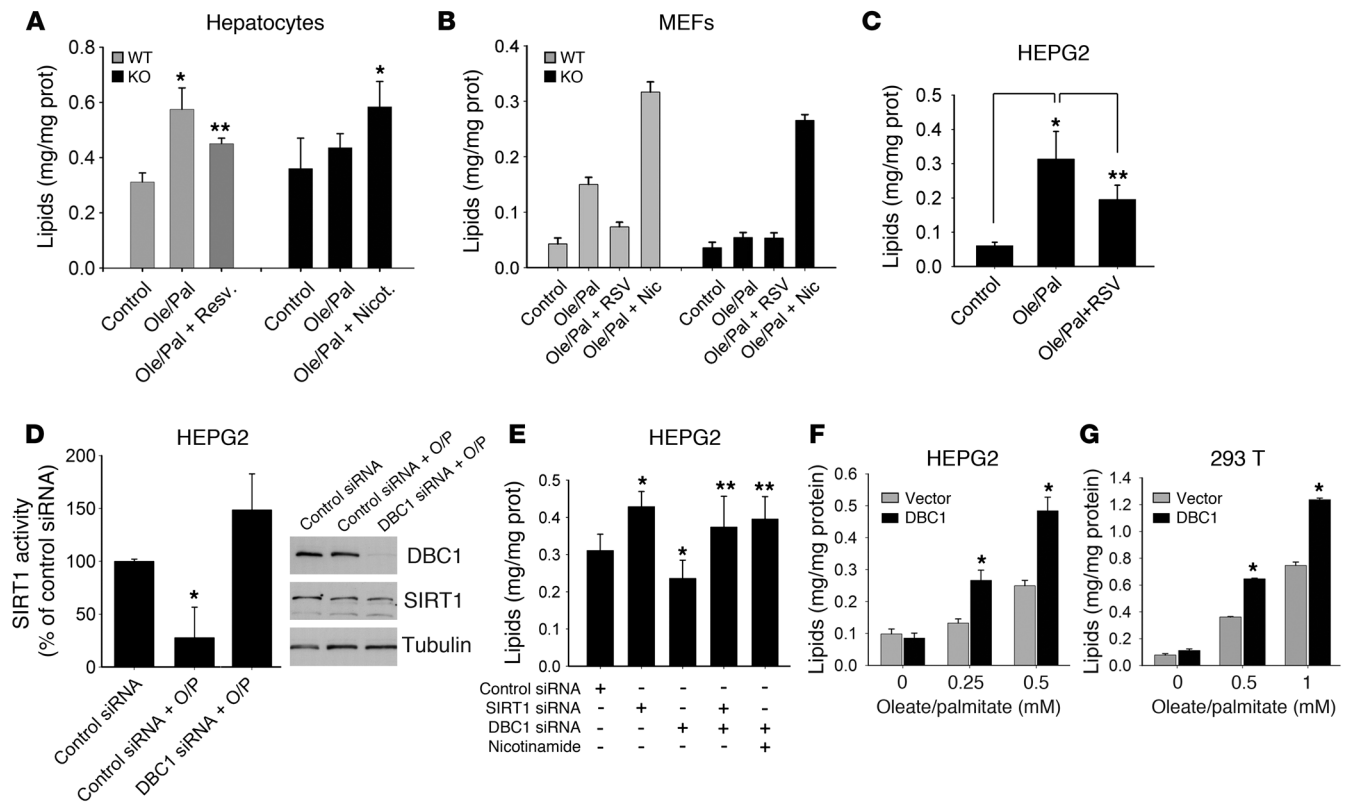 A
Hepatocytes
WT
KO
Lipids (mg/mg prot)
0.8
0.6
0.4
0.2
0.0
*
**
*
Control
Ole/Pal
Ole/Pal + Resv.
Control
Ole/Pal
Ole/Pal + Nicot.
B
MEFs
WT
KO
Lipids (mg/mg prot)
0.4
0.3
0.2
0.1
0.0
Control
Ole/Pal
Ole/Pal + RSV
Ole/Pal + Nic
Control
Ole/Pal
Ole/Pal + RSV
Ole/Pal + Nic
C
HEPG2
Lipids (mg/mg prot)
0.5
0.4
0.3
0.2
0.1
0.0
*
**
Control
Ole/Pal
Ole/Pal+RSV
D
HEPG2
SIRT1 activity
(% of control siRNA)
200
150
100
50
0
*
Control siRNA
Control siRNA + O/P
DBC1 siRNA + O/P
Control siRNA
Control siRNA + O/P
DBC1 siRNA + O/P
DBC1
SIRT1
Tubulin
E
HEPG2
Lipids (mg/mg prot)
0.5
0.4
0.3
0.2
0.1
0.0
*
*
**
**
Control siRNA + - - - -
SIRT1 siRNA - + - + -
DBC1 siRNA - - + + +
Nicotinamide - - - - +
F
HEPG2
Vector
DBC1
Lipids (mg/mg protein)
0.6
0.5
0.4
0.3
0.2
0.1
0.0
*
*
0 0.25 0.5
Oleate/palmitate (mM)
G
293 T
Vector
DBC1
Lipids (mg/mg protein)
1.4
1.2
1.0
0.8
0.6
0.4
0.2
0.0
*
*
0 0.5 1
Oleate/palmitate (mM)